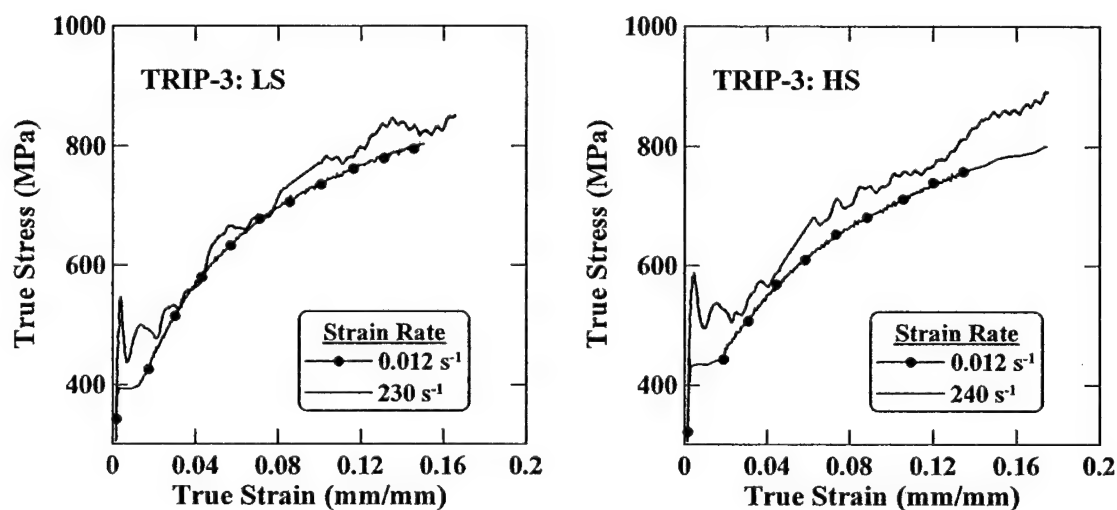 1000
800
600
400
True Stress (MPa)
TRIP-3: LS
Strain Rate
0.012 s⁻¹
230 s⁻¹
0 0.04 0.08 0.12 0.16 0.2
True Strain (mm/mm)
1000
800
600
400
True Stress (MPa)
TRIP-3: HS
Strain Rate
0.012 s⁻¹
240 s⁻¹
0 0.04 0.08 0.12 0.16 0.2
True Strain (mm/mm)